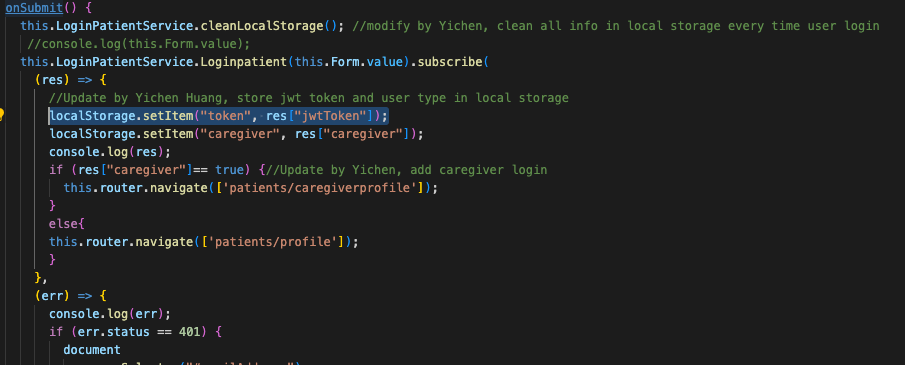 onSubmit() {
this.LoginPatientService.cleanLocalStorage(); //modify by Yichen, clean all info in local storage every time user login
//console.log(this.Form.value);
this.LoginPatientService.Loginpatient(this.Form.value).subscribe(
(res) => {
//Update by Yichen Huang, store jwt token and user type in local storage
localStorage.setItem("token", res["jwtToken"]);
localStorage.setItem("caregiver", res["caregiver"]);
console.log(res);
if (res["caregiver"]== true) {//Update by Yichen, add caregiver login
this.router.navigate(['patients/caregiverprofile']);
}
else{
this.router.navigate(['patients/profile']);
}
},
(err) => {
console.log(err);
if (err.status == 401) {
document